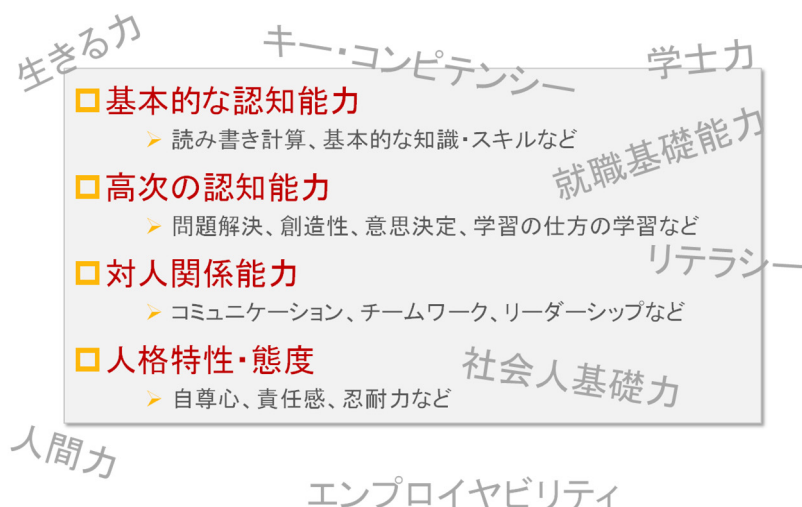 生きる力
キー・コンピテンシー
学士力
基本的な認知能力
読み書き計算、基本的な知識・スキルなど
就職基礎能力
高次の認知能力
問題解決、創造性、意思決定、学習の仕方の学習など
リテラシー
対人関係能力
コミュニケーション、チームワーク、リーダーシップなど
人格特性・態度
社会人基礎力
自尊心、責任感、忍耐力など
人間力
エンプロイヤビリティ